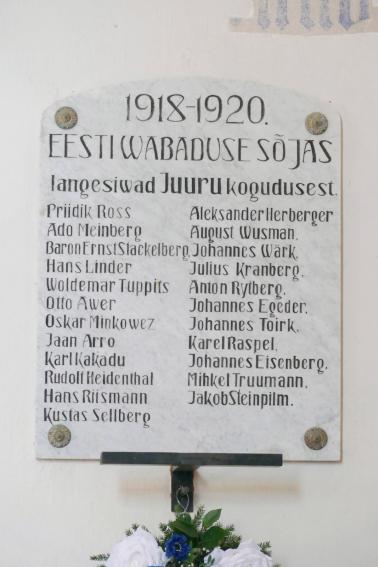 1918-1920.
EESTI WABADUSE SÕJAS
langesiwad Juuru kogudusest.
Priidik Ross
Ado Meinberg
Baron Ernst Stackelberg
Hans Linder
Woldemar Tuppits
Otto Awer
Oskar Minkowez
Jaan Arro
Karl Kakadu
Rudolf Heidenthal
Hans Riismann
Kustas Sellberg
Aleksander Herberger
August Wusman,
Johannes Wärk,
Julius Kranberg,
Anton Rytberg,
Johannes Egeder,
Johannes Toirk,
Karel Raspel,
Johannes Eisenberg,
Mihkel Truumann,
Jakob Steinpilm,